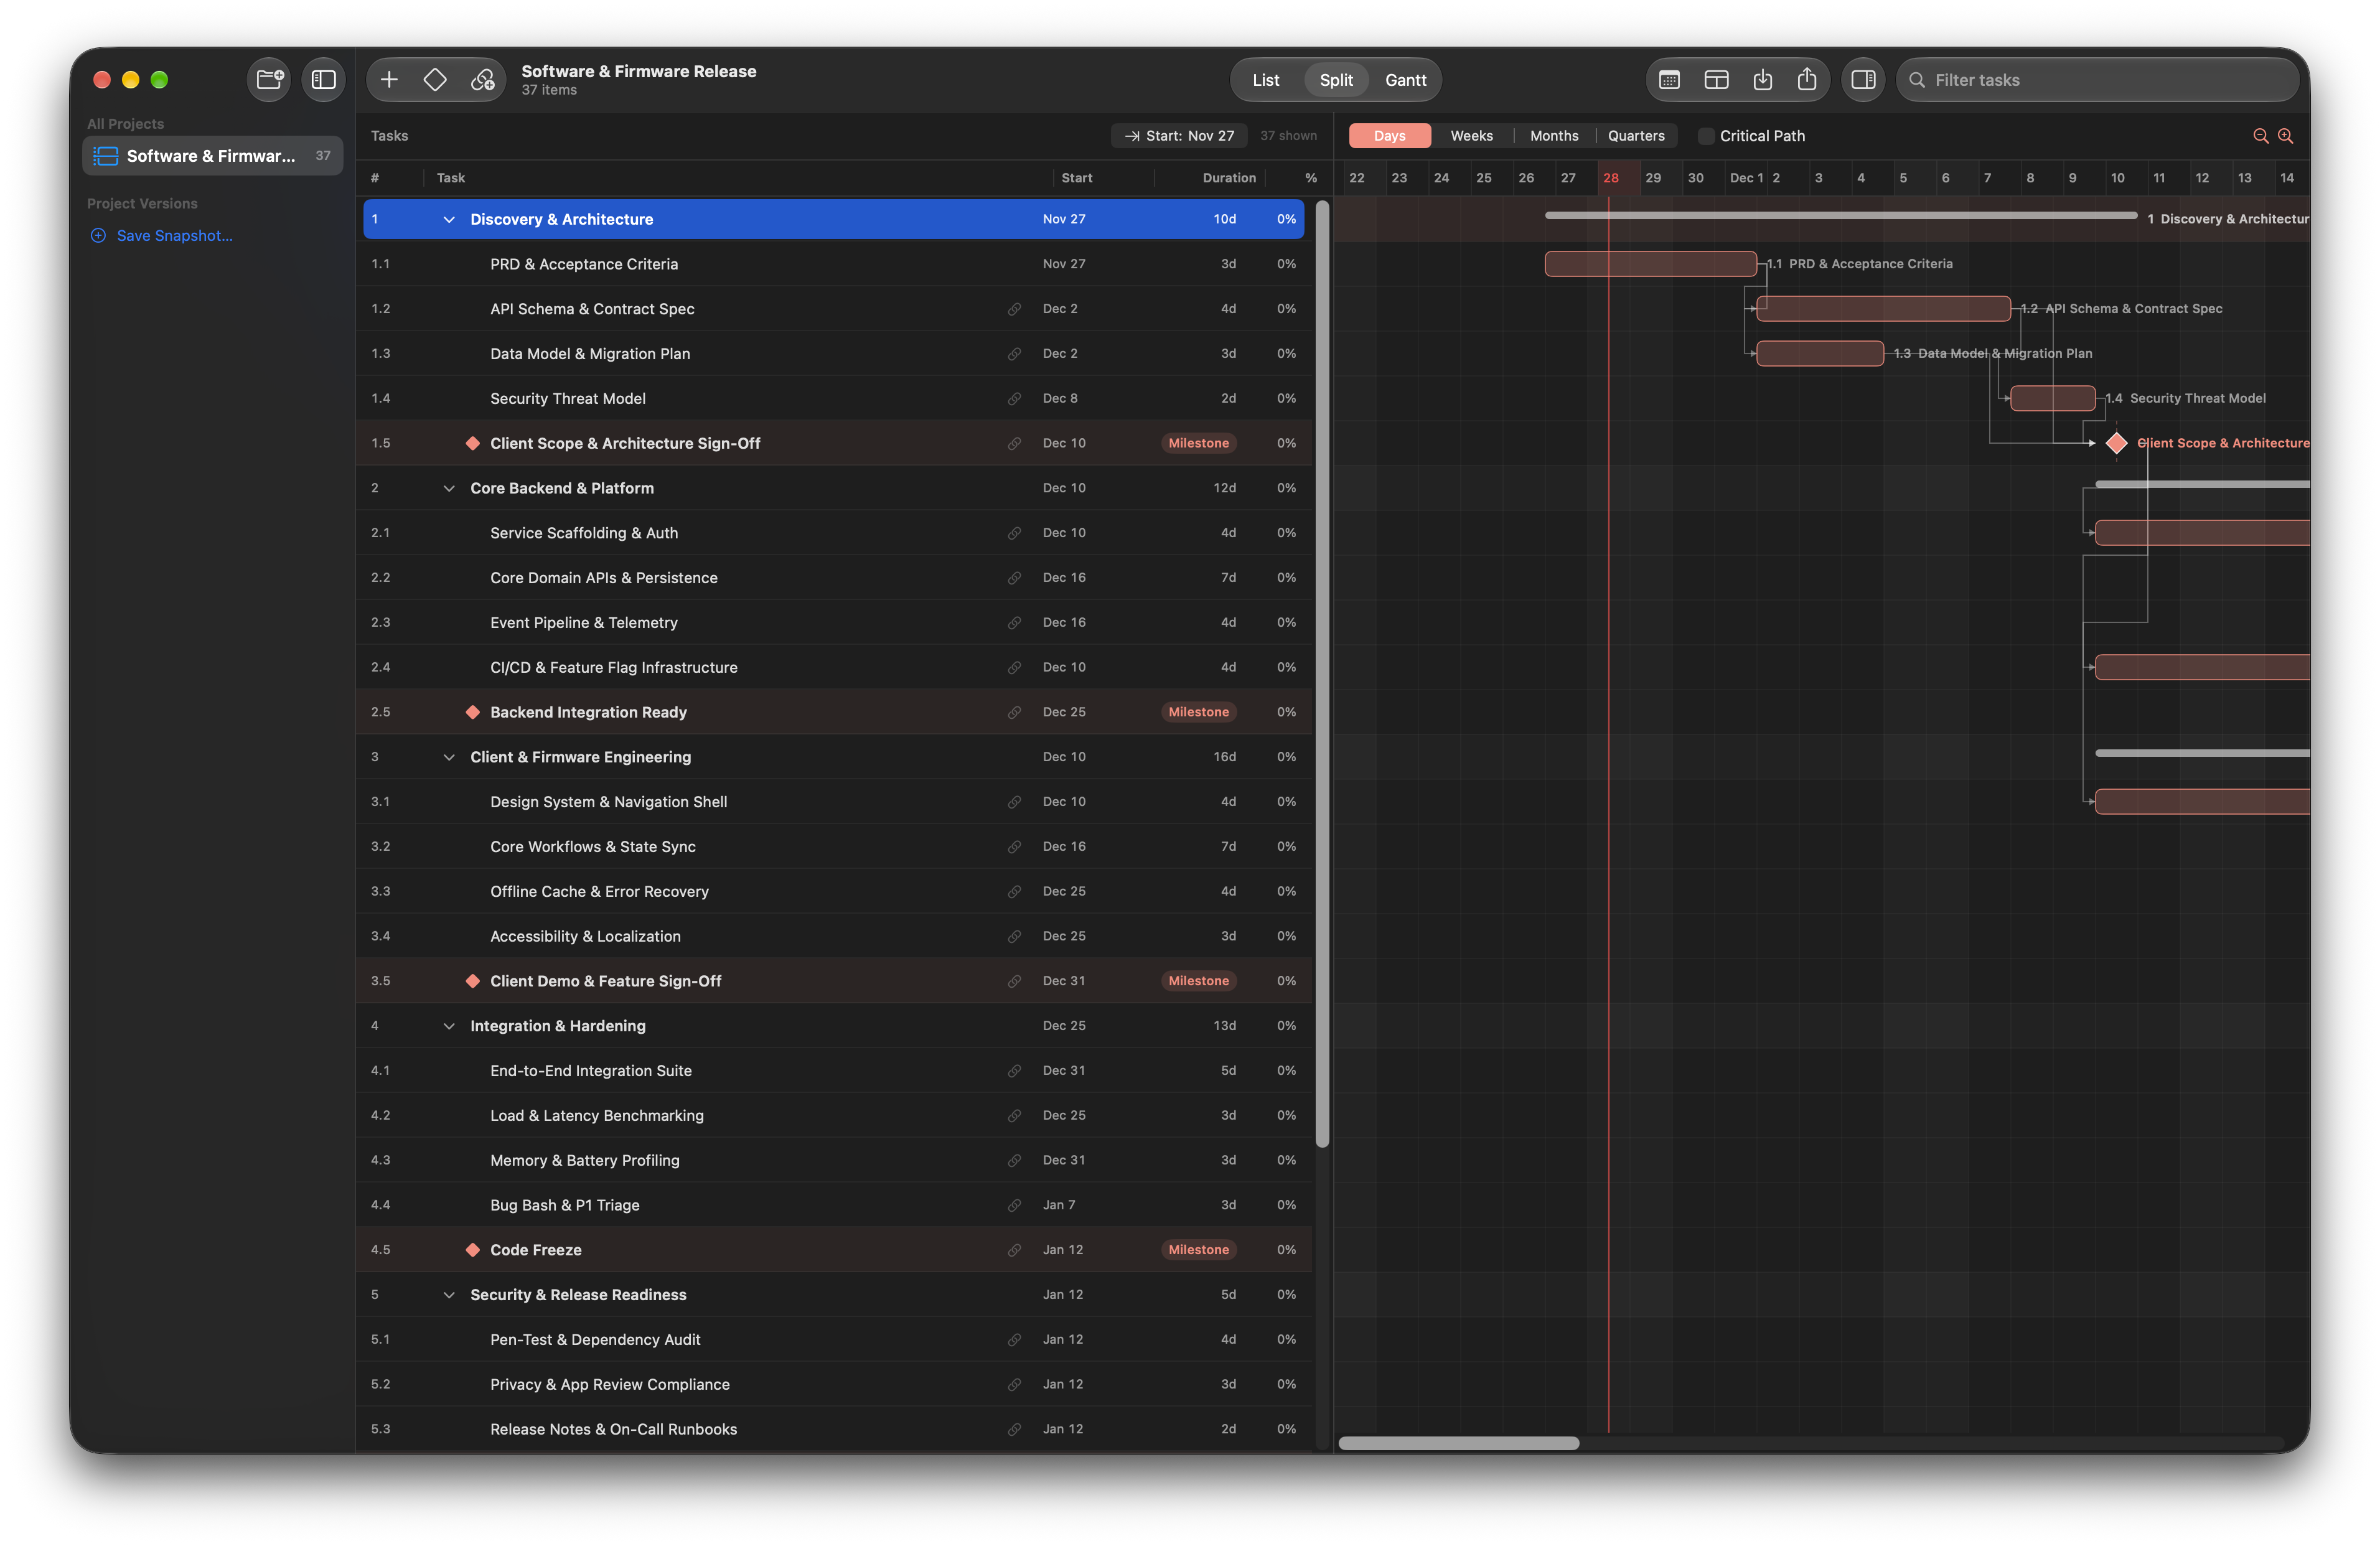 Software & Firmware Release
37 items
List Split Gantt
Filter tasks
All Projects
Software & Firmwar... 37
Project Versions
Save Snapshot...
Tasks Start: Nov 27 37 shown
Days Weeks Months Quarters Critical Path
# Task Start Duration %
22 23 24 25 26 27 28 29 30 Dec 1 2 3 4 5 6 7 8 9 10 11 12 13 14
1 Discovery & Architecture Nov 27 10d 0%
1.1 PRD & Acceptance Criteria Nov 27 3d 0%
1.2 API Schema & Contract Spec Dec 2 4d 0%
1.3 Data Model & Migration Plan Dec 2 3d 0%
1.4 Security Threat Model Dec 8 2d 0%
1.5 Client Scope & Architecture Sign-Off Dec 10 Milestone 0%
2 Core Backend & Platform Dec 10 12d 0%
2.1 Service Scaffolding & Auth Dec 10 4d 0%
2.2 Core Domain APIs & Persistence Dec 16 7d 0%
2.3 Event Pipeline & Telemetry Dec 16 4d 0%
2.4 CI/CD & Feature Flag Infrastructure Dec 10 4d 0%
2.5 Backend Integration Ready Dec 25 Milestone 0%
3 Client & Firmware Engineering Dec 10 16d 0%
3.1 Design System & Navigation Shell Dec 10 4d 0%
3.2 Core Workflows & State Sync Dec 16 7d 0%
3.3 Offline Cache & Error Recovery Dec 25 4d 0%
3.4 Accessibility & Localization Dec 25 3d 0%
3.5 Client Demo & Feature Sign-Off Dec 31 Milestone 0%
4 Integration & Hardening Dec 25 13d 0%
4.1 End-to-End Integration Suite Dec 31 5d 0%
4.2 Load & Latency Benchmarking Dec 25 3d 0%
4.3 Memory & Battery Profiling Dec 31 3d 0%
4.4 Bug Bash & P1 Triage Jan 7 3d 0%
4.5 Code Freeze Jan 12 Milestone 0%
5 Security & Release Readiness Jan 12 5d 0%
5.1 Pen-Test & Dependency Audit Jan 12 4d 0%
5.2 Privacy & App Review Compliance Jan 12 3d 0%
5.3 Release Notes & On-Call Runbooks Jan 12 2d 0%
1 Discovery & Architectur
1.1 PRD & Acceptance Criteria
1.2 API Schema & Contract Spec
1.3 Data Model & Migration Plan
1.4 Security Threat Model
Client Scope & Architecture